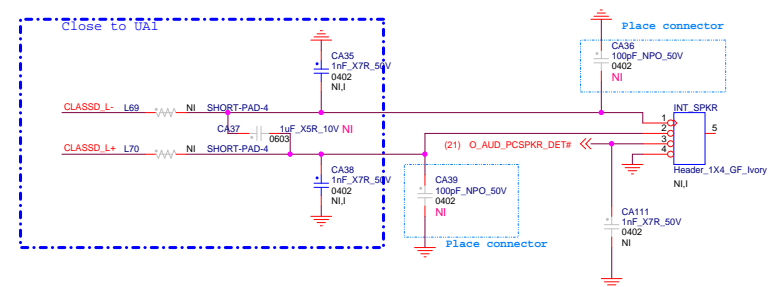 Close to UA1
Place connector
CA35
1nF_X7R_50V
0402
NI,I
CA36
100pF_NPO_50V
0402
NI
CLASSD_L- L69 NI SHORT-PAD-4
INT_SPKR
CA37 1uF_X5R_10V NI
0603
1
2
3
4
5
(21) O_AUD_PCSPKR_DET#
CLASSD_L+ L70 NI SHORT-PAD-4
Header_1X4_GF_Ivory
NI,I
CA38
1nF_X7R_50V
0402
NI,I
CA39
100pF_NPO_50V
0402
NI
Place connector
CA111
1nF_X7R_50V
0402
NI